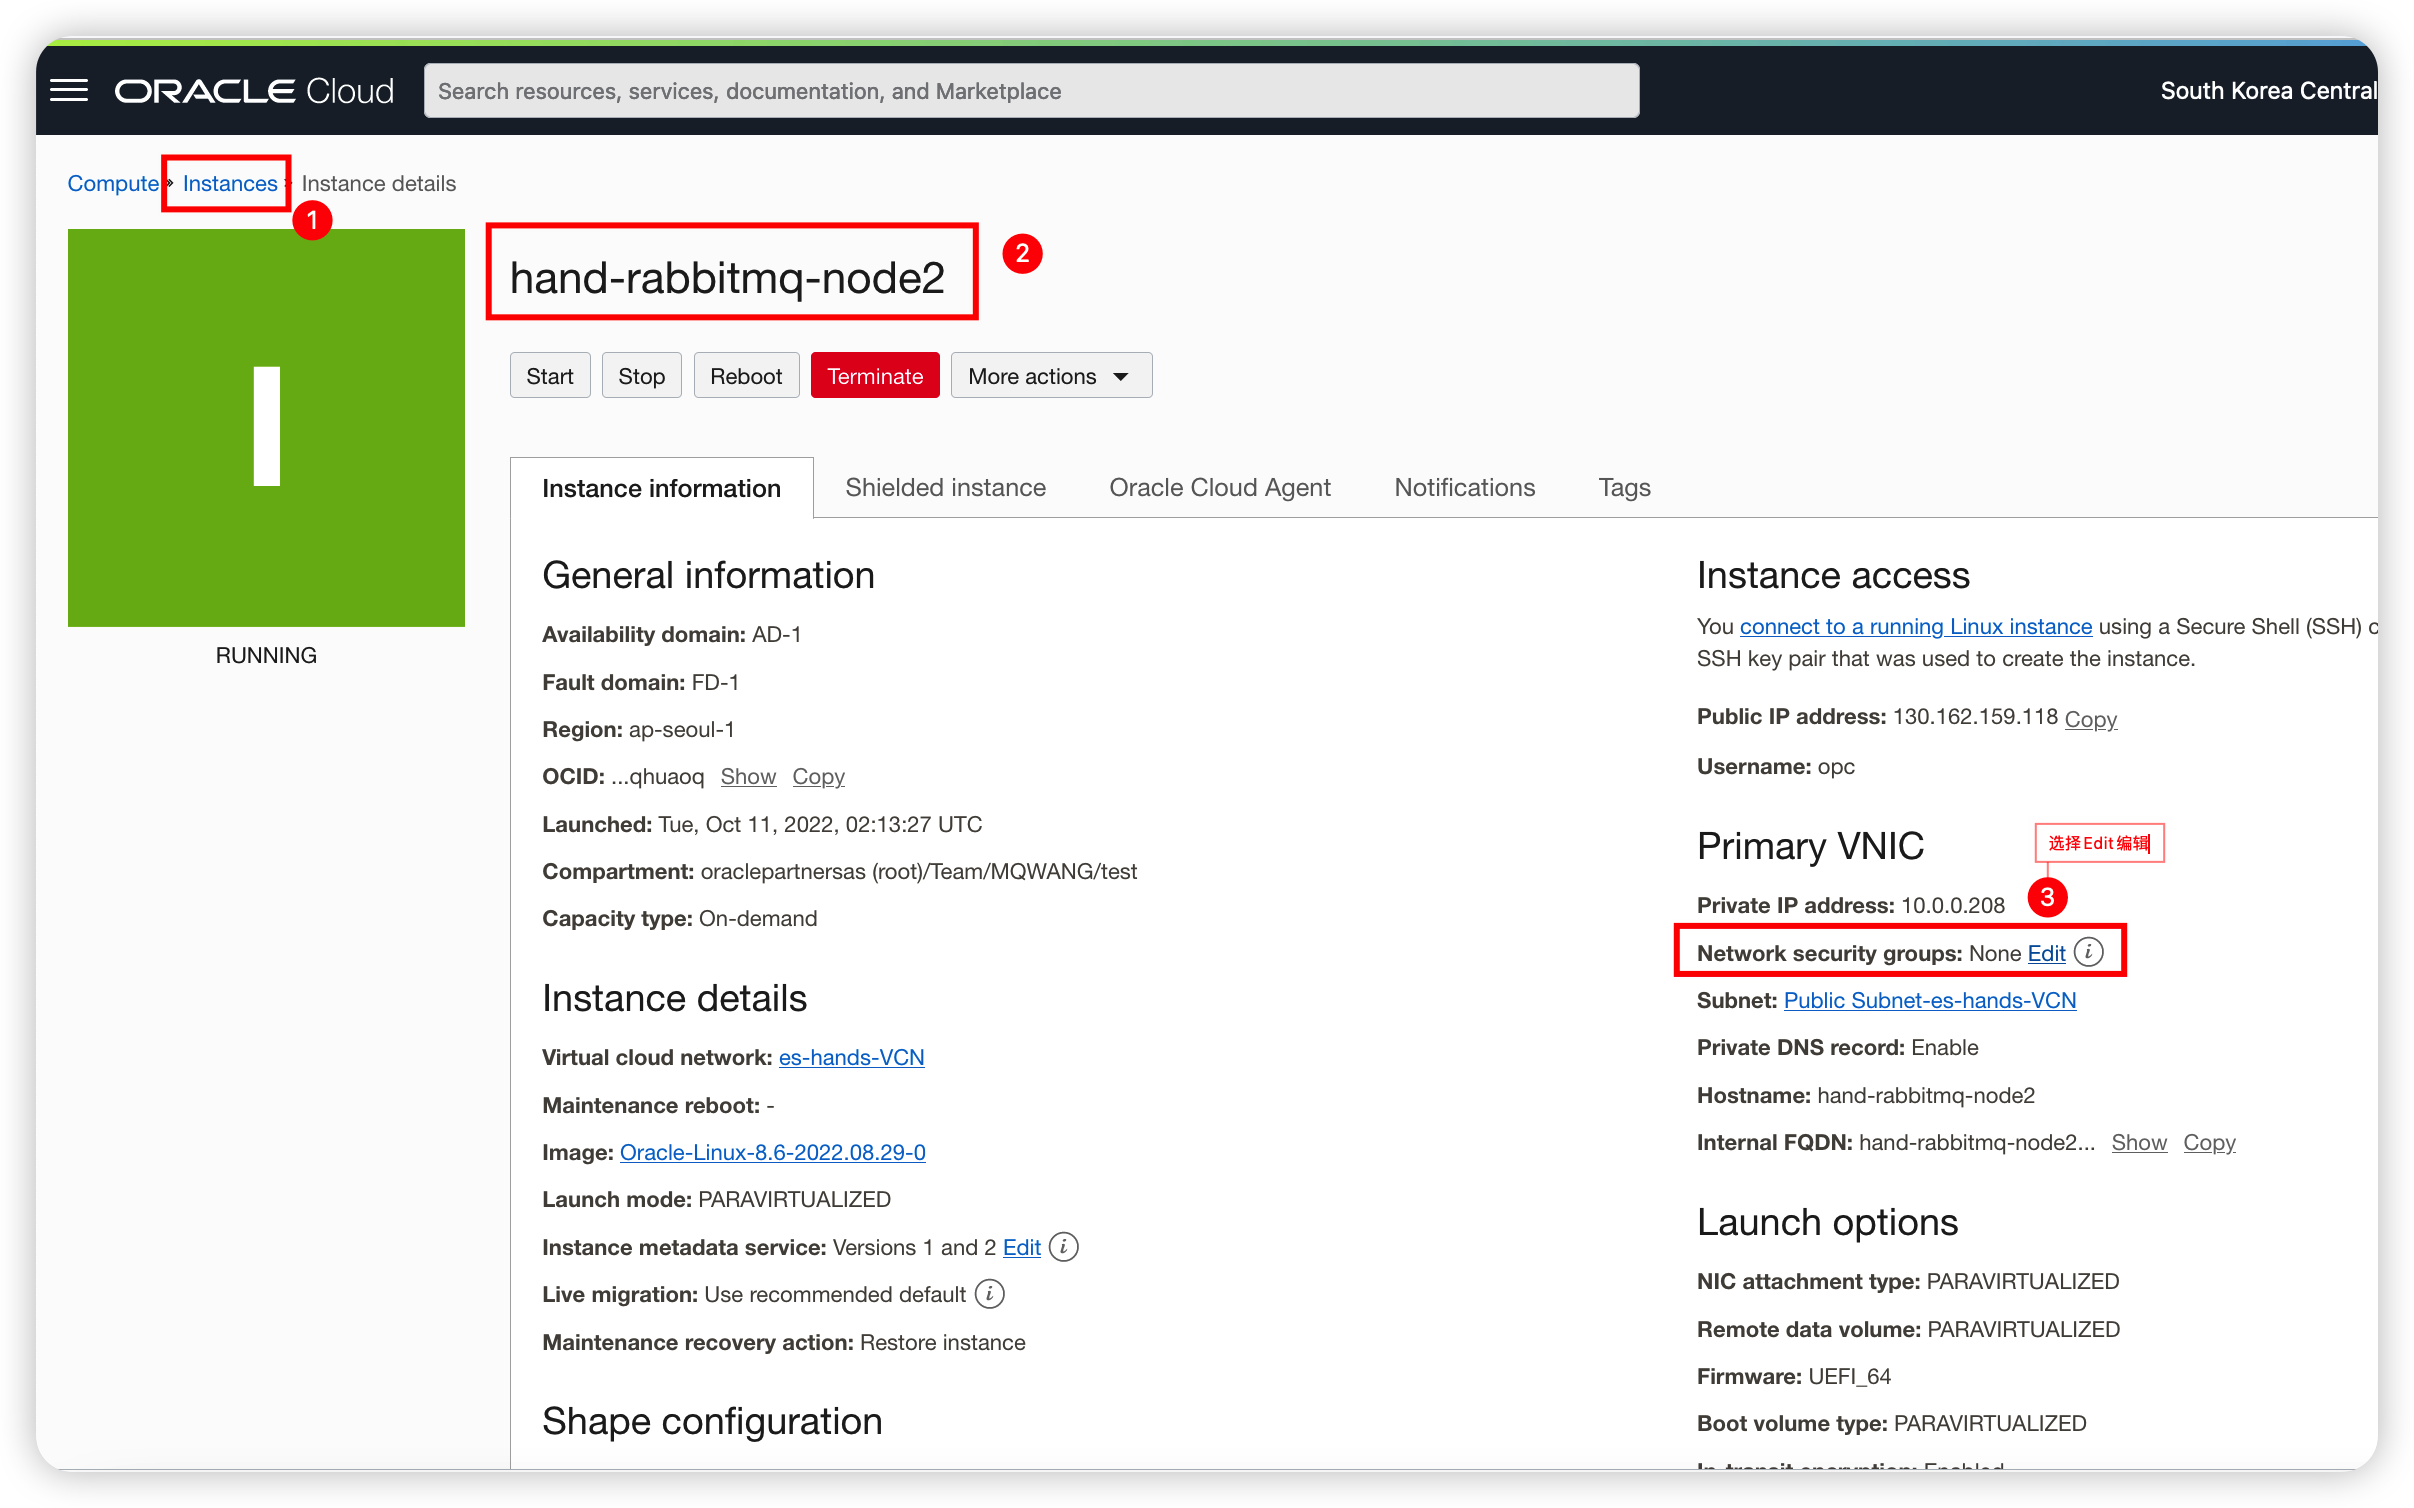 ORACLE Cloud
Search resources, services, documentation, and Marketplace
South Korea Central
Compute » Instances » Instance details
1
hand-rabbitmq-node2
2
Start Stop Reboot Terminate More actions
RUNNING
Instance information Shielded instance Oracle Cloud Agent Notifications Tags
General information
Availability domain: AD-1
Fault domain: FD-1
Region: ap-seoul-1
OCID: ...qhuaoq Show Copy
Launched: Tue, Oct 11, 2022, 02:13:27 UTC
Compartment: oraclepartnersas (root)/Team/MQWANG/test
Capacity type: On-demand
Instance details
Virtual cloud network: es-hands-VCN
Maintenance reboot: -
Image: Oracle-Linux-8.6-2022.08.29-0
Launch mode: PARAVIRTUALIZED
Instance metadata service: Versions 1 and 2 Edit
Live migration: Use recommended default
Maintenance recovery action: Restore instance
Shape configuration
Instance access
You connect to a running Linux instance using a Secure Shell (SSH) c
SSH key pair that was used to create the instance.
Public IP address: 130.162.159.118 Copy
Username: opc
Primary VNIC
选择Edit编辑
3
Private IP address: 10.0.0.208
Network security groups: None Edit
Subnet: Public Subnet-es-hands-VCN
Private DNS record: Enable
Hostname: hand-rabbitmq-node2
Internal FQDN: hand-rabbitmq-node2... Show Copy
Launch options
NIC attachment type: PARAVIRTUALIZED
Remote data volume: PARAVIRTUALIZED
Firmware: UEFI_64
Boot volume type: PARAVIRTUALIZED
In-transit encryption: Enabled